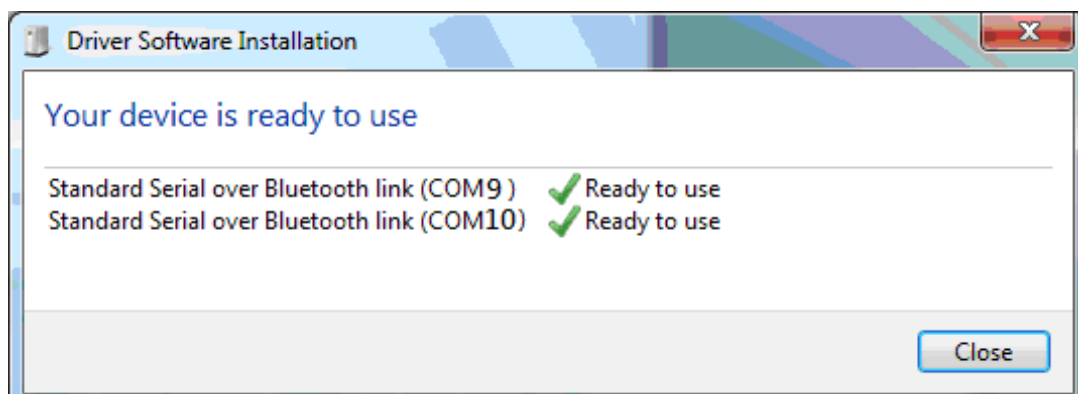 Driver Software Installation
Your device is ready to use
Standard Serial over Bluetooth link (COM9 ) Ready to use
Standard Serial over Bluetooth link (COM10) Ready to use
Close